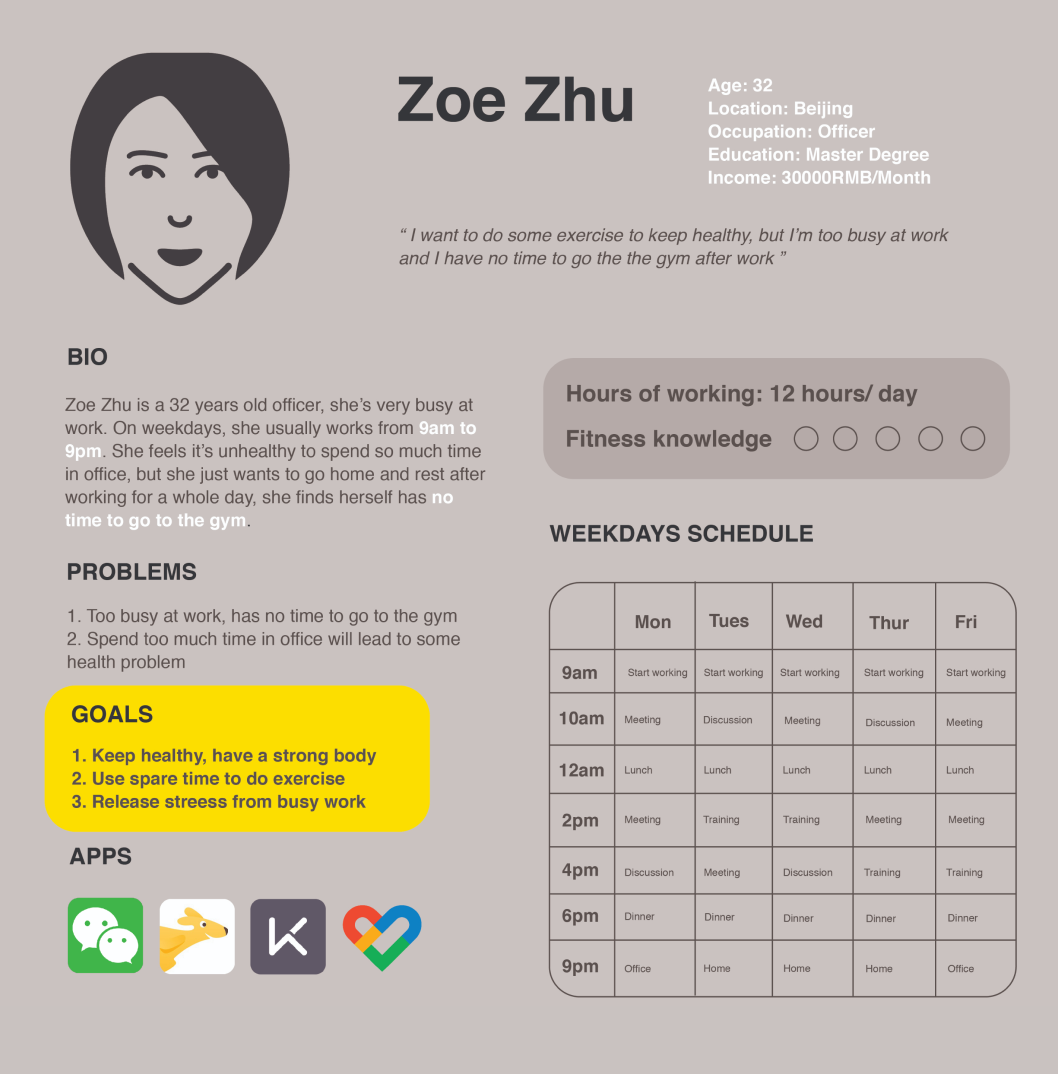 Zoe Zhu
Age: 32
Location: Beijing
Occupation: Officer
Education: Master Degree
Income: 30000RMB/Month
“ I want to do some exercise to keep healthy, but I’m too busy at work
and I have no time to go the the gym after work ”
BIO
Zoe Zhu is a 32 years old officer, she’s very busy at
work. On weekdays, she usually works from 9am to
9pm. She feels it’s unhealthy to spend so much time
in office, but she just wants to go home and rest after
working for a whole day, she finds herself has no
time to go to the gym.
PROBLEMS
1. Too busy at work, has no time to go to the gym
2. Spend too much time in office will lead to some
health problem
GOALS
1. Keep healthy, have a strong body
2. Use spare time to do exercise
3. Release streess from busy work
APPS
Hours of working: 12 hours/ day
Fitness knowledge
WEEKDAYS SCHEDULE
Mon Tues Wed Thur Fri
9am Start working Start working Start working Start working Start working
10am Meeting Discussion Meeting Discussion Meeting
12am Lunch Lunch Lunch Lunch Lunch
2pm Meeting Training Training Meeting Meeting
4pm Discussion Meeting Discussion Training Training
6pm Dinner Dinner Dinner Dinner Dinner
9pm Office Home Home Home Office